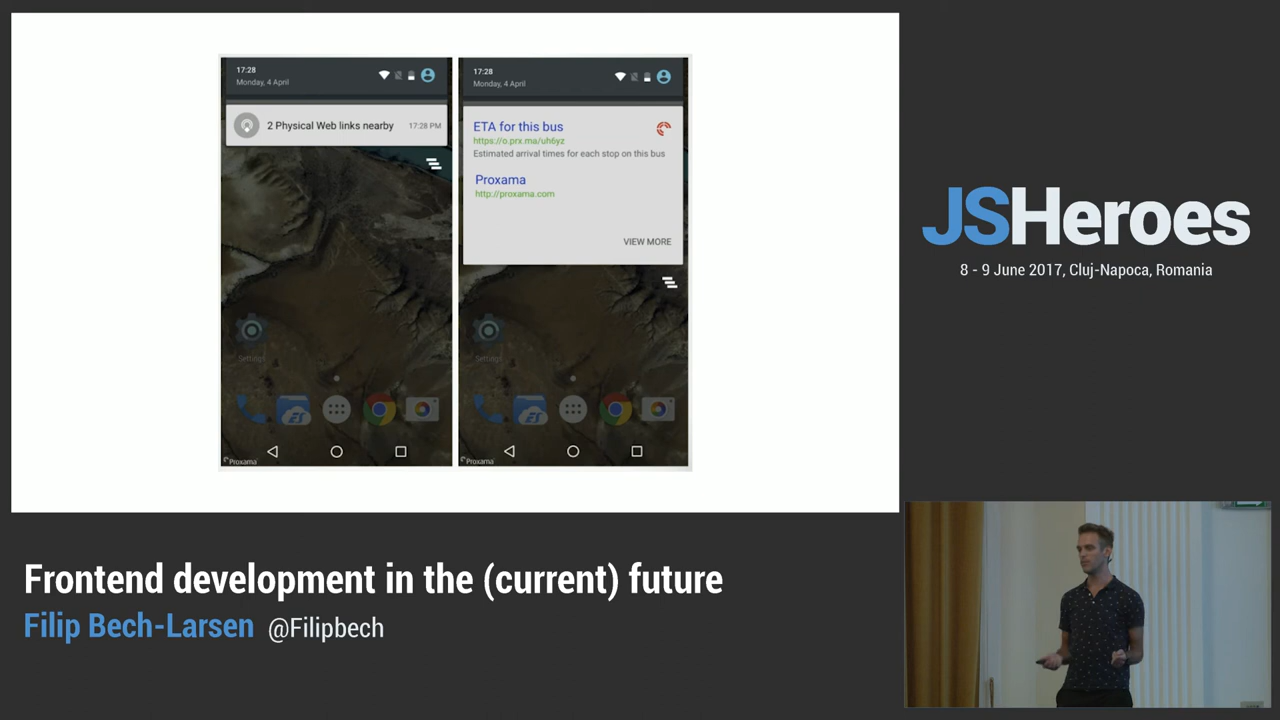 17:28
Monday, 4 April
2 Physical Web links nearby
17:28 PM
Settings
Proxama
17:28
Monday, 4 April
ETA for this bus
https://o.prx.ma/uh6yz
Estimated arrival times for each stop on this bus
Proxama
http://proxama.com
VIEW MORE
Settings
Proxama
JSHeroes
8 - 9 June 2017, Cluj-Napoca, Romania
Frontend development in the (current) future
Filip Bech-Larsen @Filipbech